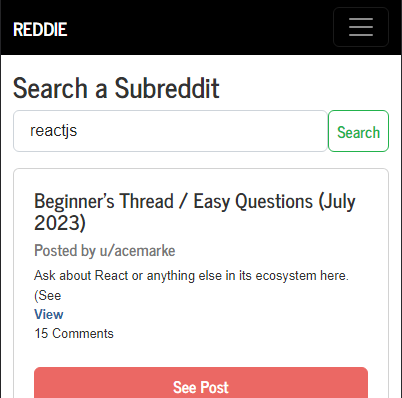 REDDIE
Search a Subreddit
reactjs
Search
Beginner's Thread / Easy Questions (July
2023)
Posted by u/acemarke
Ask about React or anything else in its ecosystem here.
(See
View
15 Comments
See Post